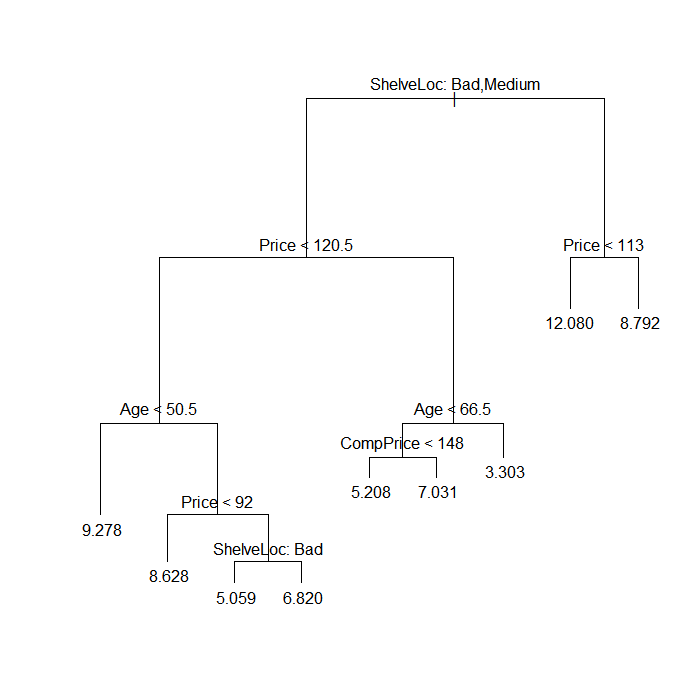 ShelveLoc: Bad,Medium
Price < 120.5
Price < 113
12.080
8.792
Age < 50.5
Age < 66.5
CompPrice < 148
3.303
5.208
7.031
Price < 92
9.278
8.628
ShelveLoc: Bad
5.059
6.820